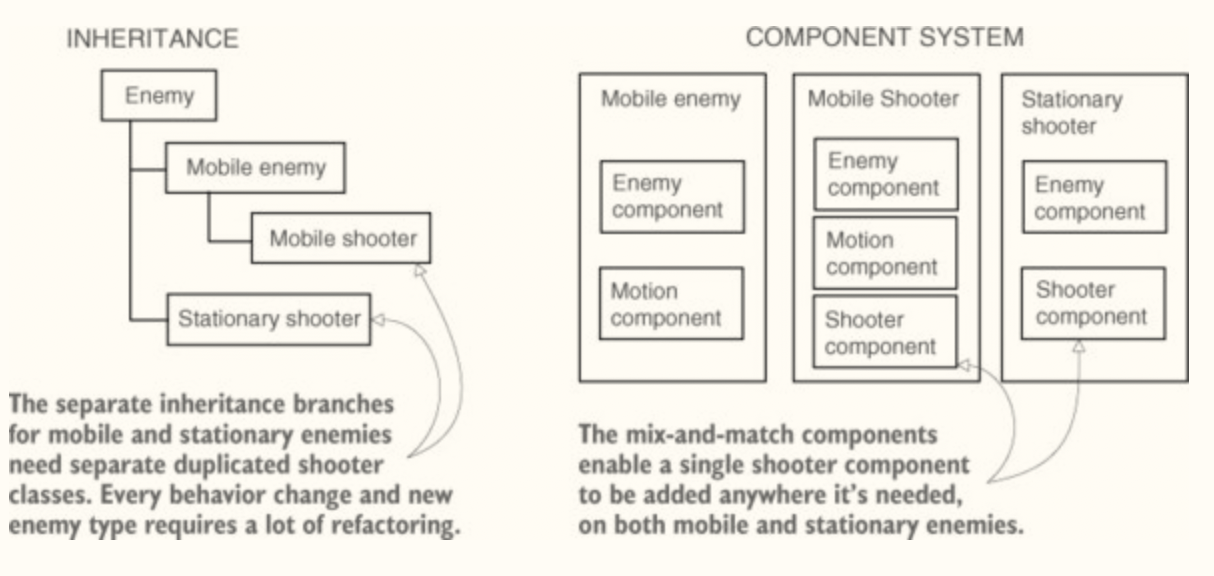 INHERITANCE
Enemy
Mobile enemy
Mobile shooter
Stationary shooter
The separate inheritance branches
for mobile and stationary enemies
need separate duplicated shooter
classes. Every behavior change and new
enemy type requires a lot of refactoring.
COMPONENT SYSTEM
Mobile enemy
Enemy
component
Motion
component
Mobile Shooter
Enemy
component
Motion
component
Shooter
component
Stationary
shooter
Enemy
component
Shooter
component
The mix-and-match components
enable a single shooter component
to be added anywhere it's needed,
on both mobile and stationary enemies.